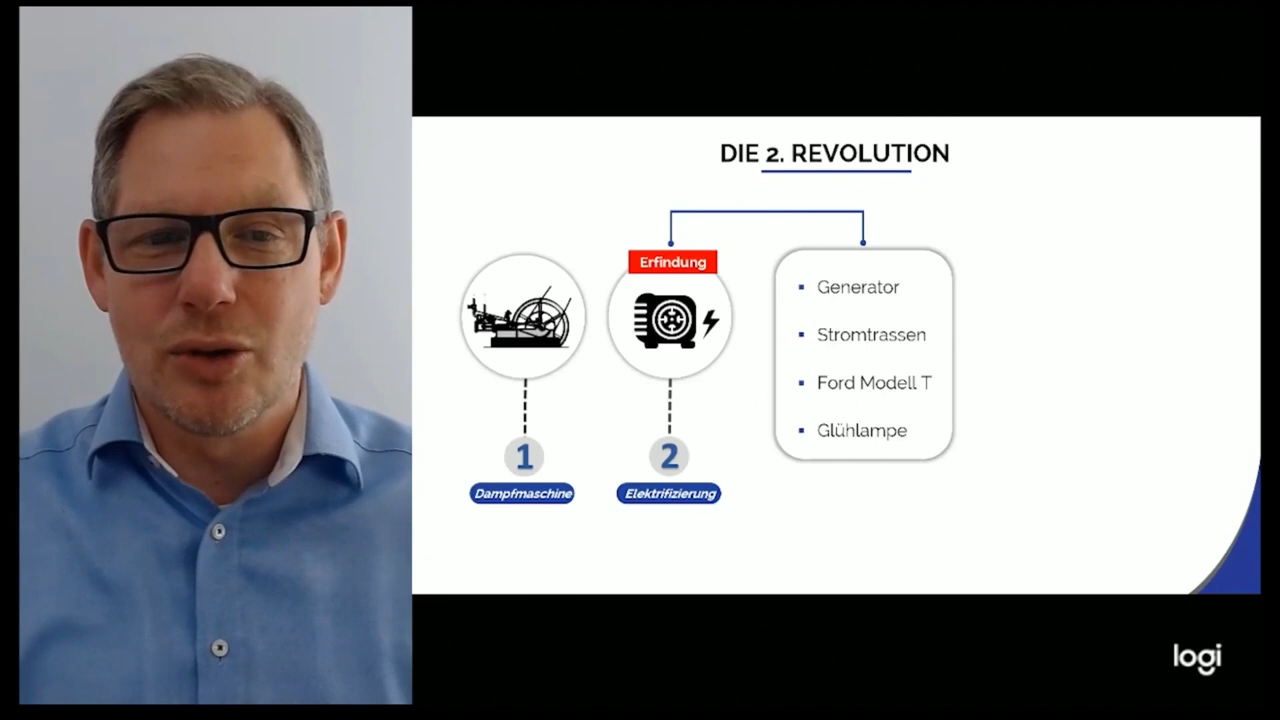 DIE 2. REVOLUTION
Erfindung
Generator
Stromtrassen
Ford Modell T
Glühlampe
1
2
Dampfmaschine
Elektrifizierung
logi